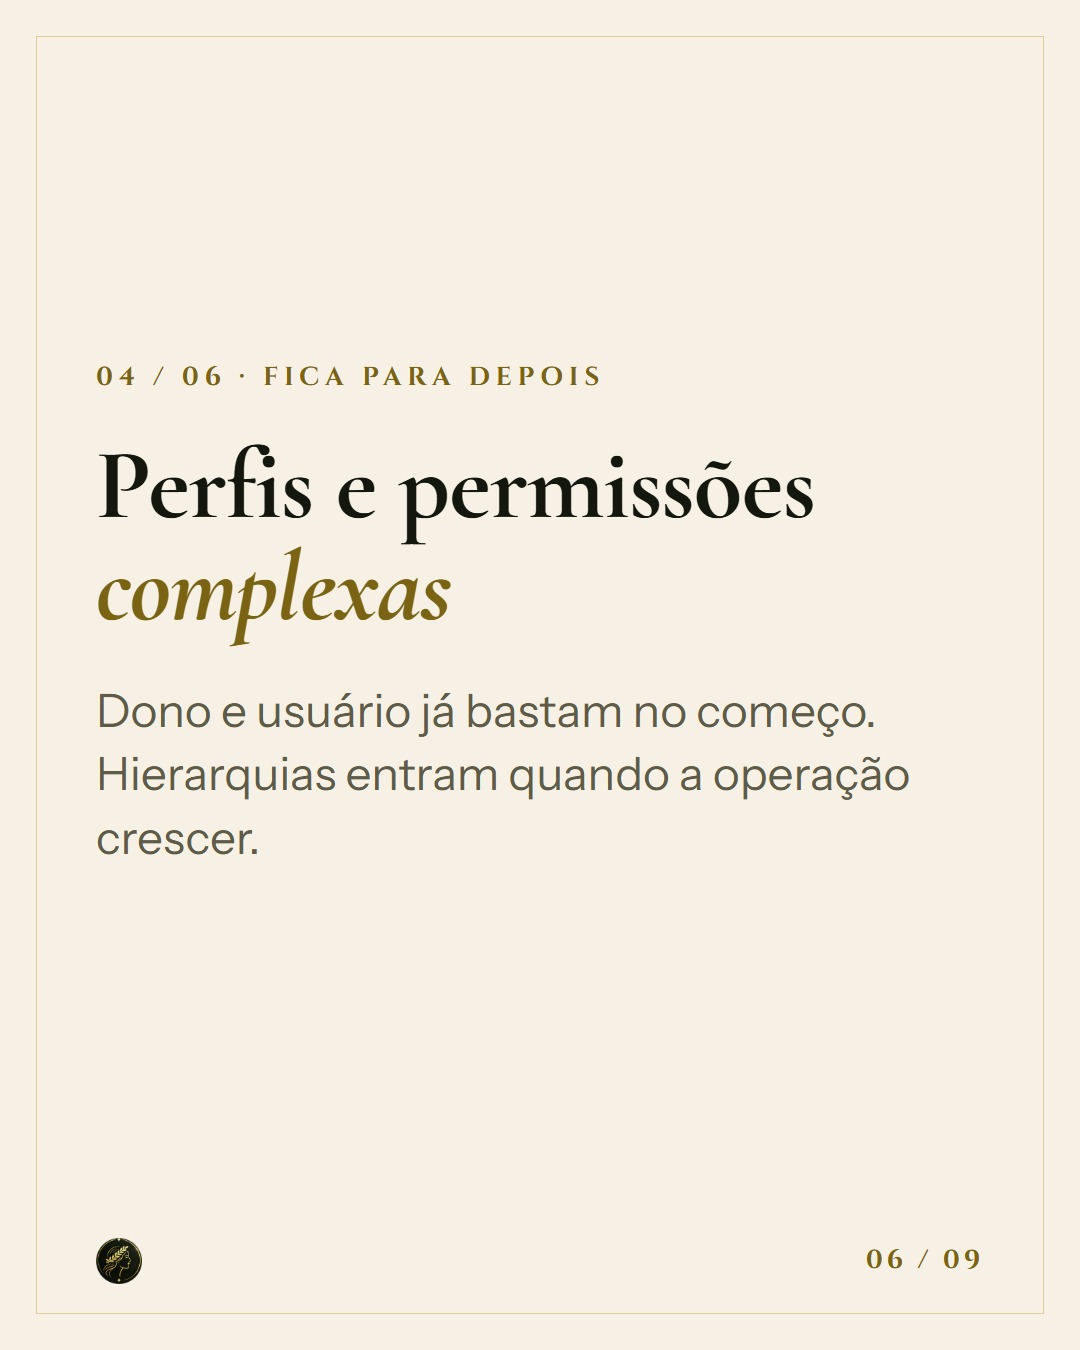 04 / 06 · FICA PARA DEPOIS
Perfis e permissões
complexas
Dono e usuário já bastam no começo.
Hierarquias entram quando a operação
crescer.
06 / 09